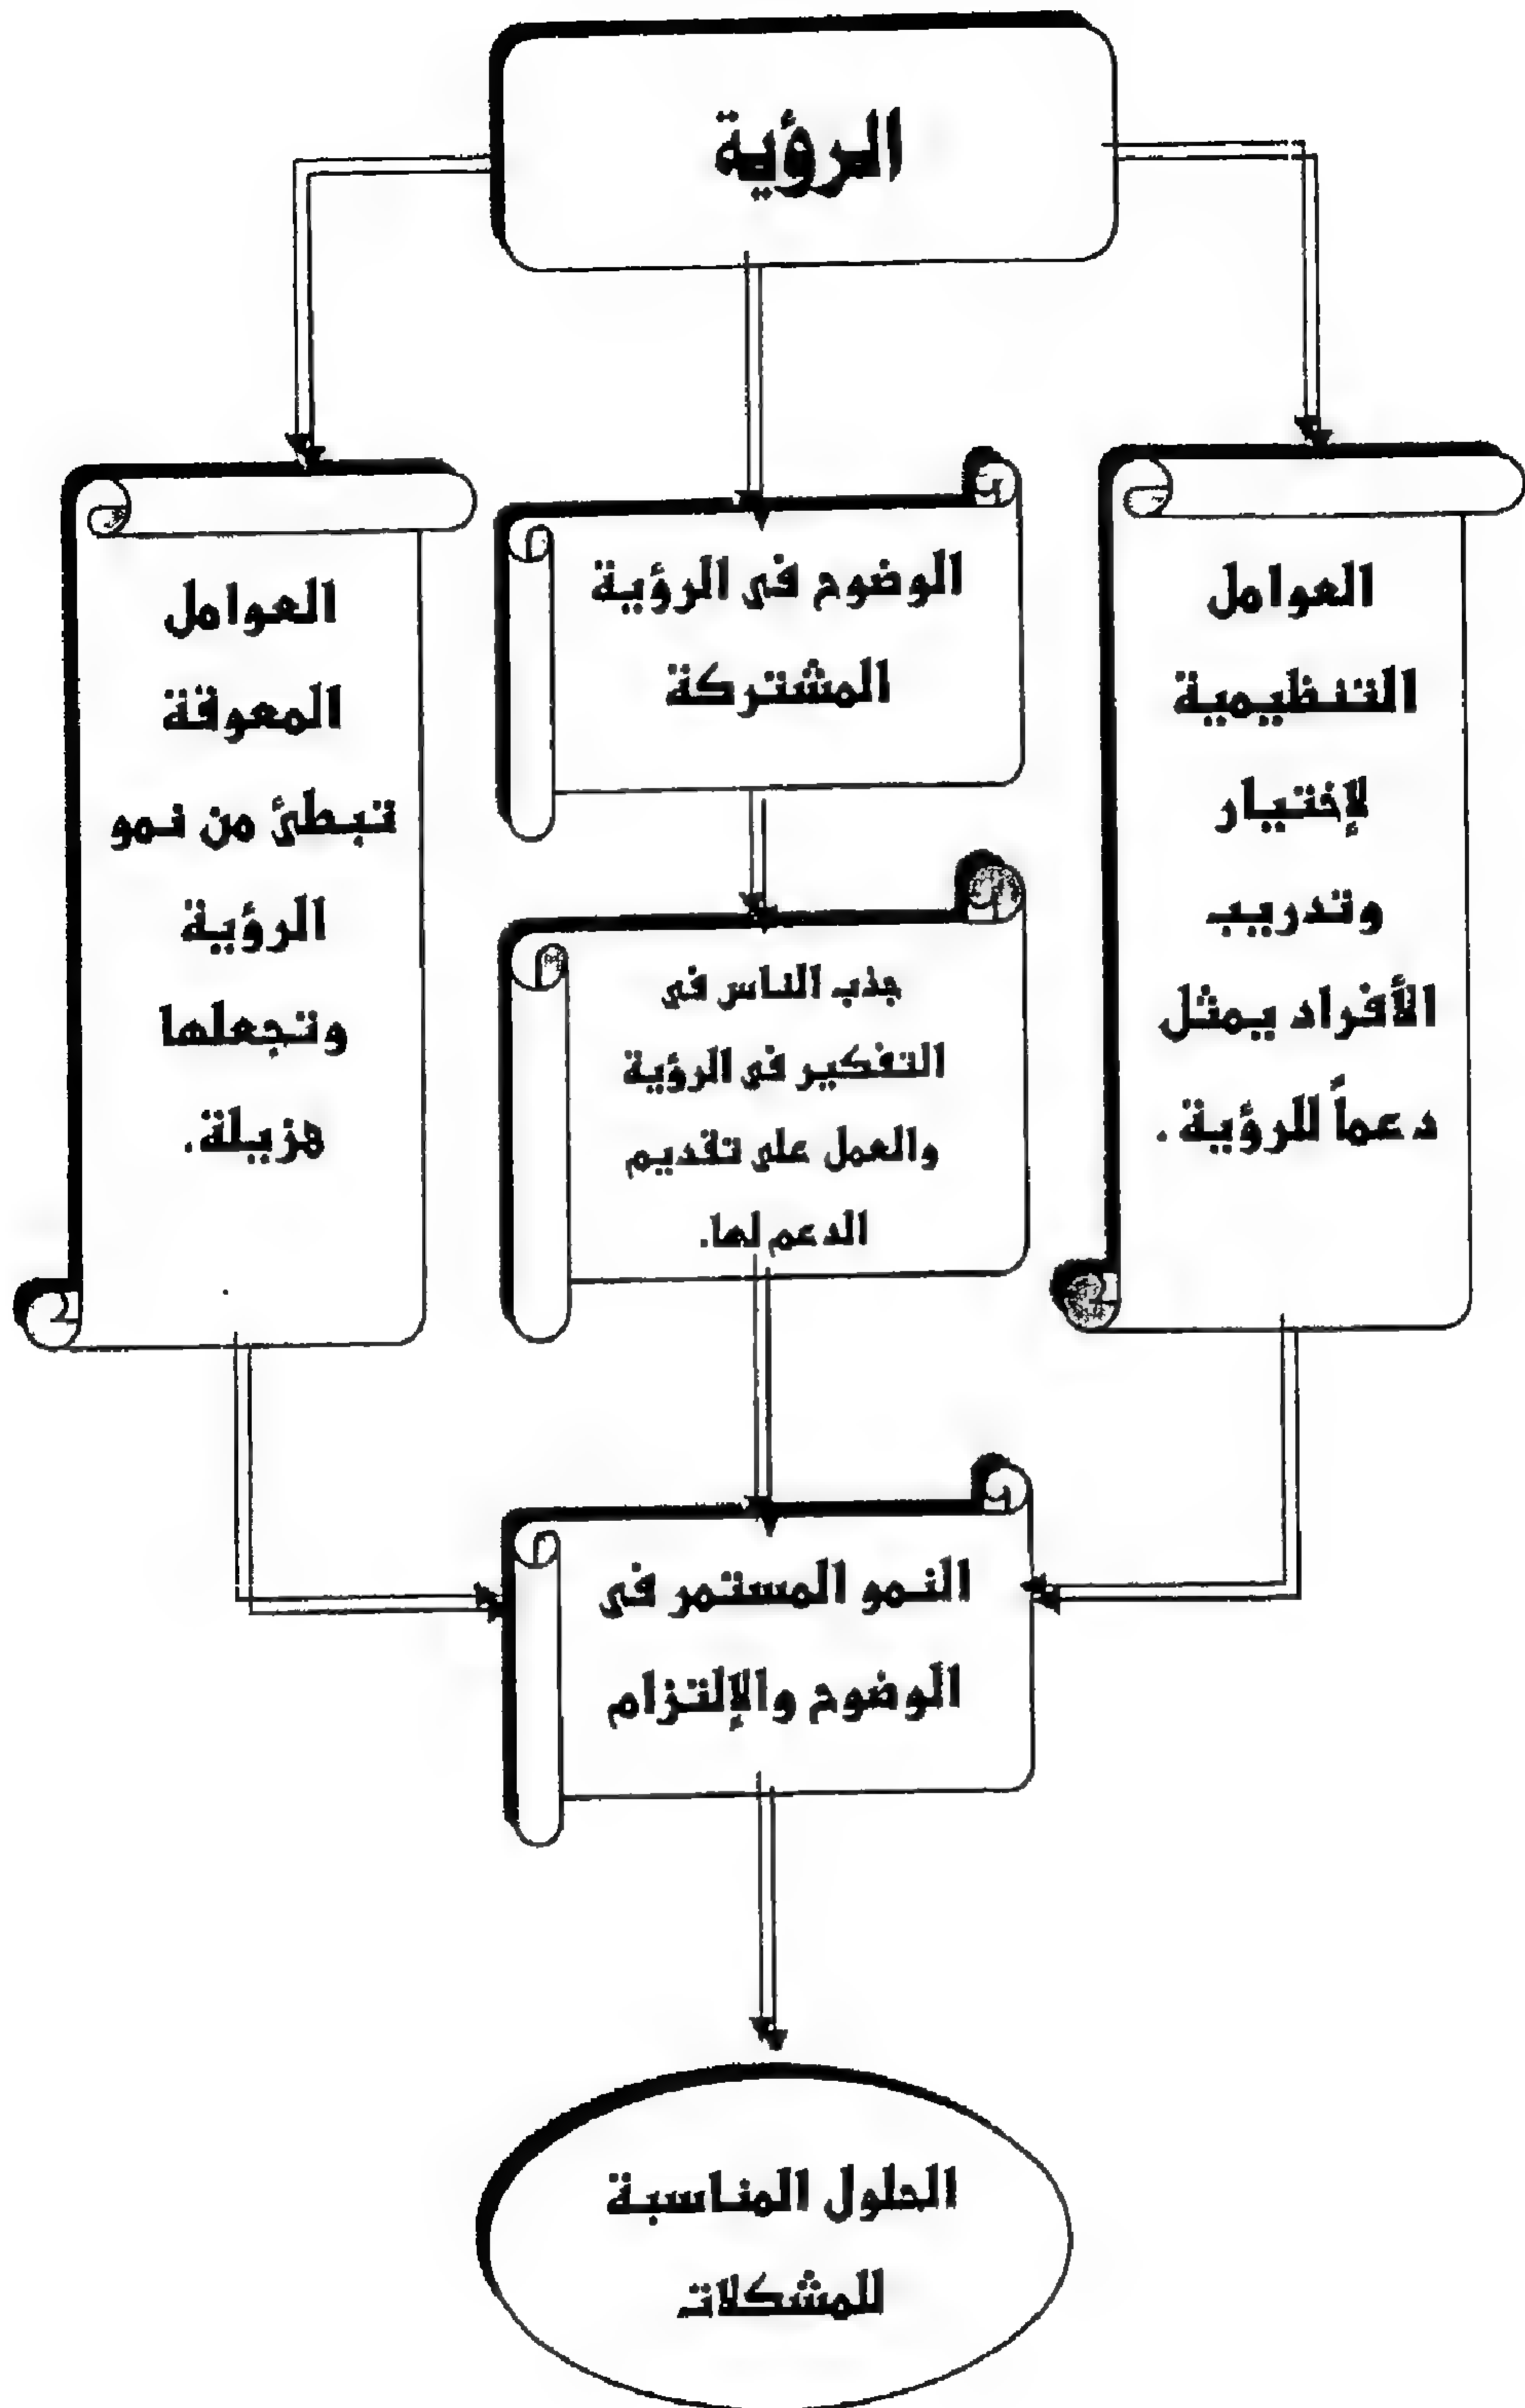 الرؤية
العوامل
التنظيمية
لإختيار
وتدريب
الأفراد يمثل
دعماً للرؤية.
الوضوح فى الرؤية
المشتركة
جذب الناس فى
التفكير فى الرؤية
والعمل على تقديم
الدعم لها.
العوامل
المعوقة
تبطئ من نمو
الرؤية
وتجعلها
هزيلة.
النمو المستمر فى
الوضوح والإلتزام
الحلول المناسبة
للمشكلات